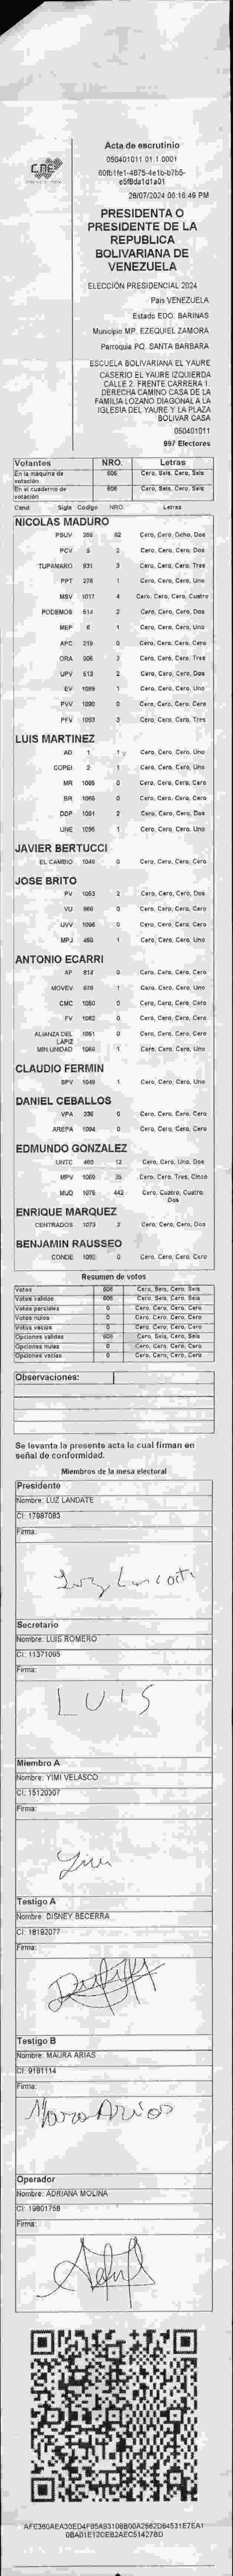 CNE
Acta de escrutinio
050401011 01.1.0001
60fb1fe1-4875-4e1b-b7b5-
e5f8da1d1a01
28/07/2024 06:16:49 PM
PRESIDENTA O
PRESIDENTE DE LA
REPUBLICA
BOLIVARIANA DE
VENEZUELA
ELECCIÓN PRESIDENCIAL 2024
Pais VENEZUELA
Estado EDO. BARINAS
Municipio MP. EZEQUIEL ZAMORA
Parroquia PQ. SANTA BARBARA
ESCUELA BOLIVARIANA EL YAURE
CASERIO EL YAURE IZQUIERDA
CALLE 2. FRENTE CARRERA 1.
DERECHA CAMINO CASA DE LA
FAMILIA LOZANO DIAGONAL A LA
IGLESIA DEL YAURE Y LA PLAZA
BOLIVAR CASA
050401011
997 Electores
Votantes NRO. Letras
En la máquina de votación 606 Cero, Seis, Cero, Seis
En el cuaderno de votación 606 Cero, Seis, Cero, Seis
Cand Sigla Código NRO. Letras
NICOLAS MADURO
PSUV 268 82 Cero, Cero, Ocho, Dos
PCV 5 2 Cero, Cero, Cero, Dos
TUPAMARO 931 3 Cero, Cero, Cero, Tres
PPT 276 1 Cero, Cero, Cero, Uno
MSV 1017 4 Cero, Cero, Cero, Cuatro
PODEMOS 514 2 Cero, Cero, Cero, Dos
MEP 6 1 Cero, Cero, Cero, Uno
APC 219 0 Cero, Cero, Cero, Cero
ORA 906 3 Cero, Cero, Cero, Tres
UPV 513 2 Cero, Cero, Cero, Dos
EV 1089 1 Cero, Cero, Cero, Uno
PVV 1090 0 Cero, Cero, Cero, Cero
PFV 1093 3 Cero, Cero, Cero, Tres
LUIS MARTINEZ
AD 1 1 Cero, Cero, Cero, Uno
COPEI 2 1 Cero, Cero, Cero, Uno
MR 1065 0 Cero, Cero, Cero, Cero
BR 1066 0 Cero, Cero, Cero, Cero
DDP 1091 2 Cero, Cero, Cero, Dos
UNE 1095 1 Cero, Cero, Cero, Uno
JAVIER BERTUCCI
EL CAMBIO 1048 0 Cero, Cero, Cero, Cero
JOSE BRITO
PV 1053 2 Cero, Cero, Cero, Dos
VU 868 0 Cero, Cero, Cero, Cero
UVV 1096 0 Cero, Cero, Cero, Cero
MPJ 458 1 Cero, Cero, Cero, Uno
ANTONIO ECARRI
AP 814 0 Cero, Cero, Cero, Cero
MOVEV 976 1 Cero, Cero, Cero, Uno
CMC 1050 0 Cero, Cero, Cero, Cero
FV 1062 0 Cero, Cero, Cero, Cero
ALIANZA DEL LAPIZ 1051 0 Cero, Cero, Cero, Cero
MIN UNIDAD 1069 1 Cero, Cero, Cero, Uno
CLAUDIO FERMIN
SPV 1049 1 Cero, Cero, Cero, Uno
DANIEL CEBALLOS
VPA 236 0 Cero, Cero, Cero, Cero
AREPA 1094 0 Cero, Cero, Cero, Cero
EDMUNDO GONZALEZ
UNTC 460 12 Cero, Cero, Uno, Dos
MPV 1069 35 Cero, Cero, Tres, Cinco
MUD 1075 442 Cero, Cuatro, Cuatro,
Dos
ENRIQUE MARQUEZ
CENTRADOS 1073 2 Cero, Cero, Cero, Dos
BENJAMIN RAUSSEO
CONDE 1092 0 Cero, Cero, Cero, Cero
Resumen de votos
Votos 606 Cero, Seis, Cero, Seis
Votos validos 606 Cero, Seis, Cero, Seis
Votos parciales 0 Cero, Cero, Cero, Cero
Votos nulos 0 Cero, Cero, Cero, Cero
Votos vacios 0 Cero, Cero, Cero, Cero
Opciones validas 606 Cero, Seis, Cero, Seis
Opciones nulas 0 Cero, Cero, Cero, Cero
Opciones vacias 0 Cero, Cero, Cero, Cero
Observaciones:
Se levanta la presente acta la cual firman en
señal de conformidad.
Miembros de la mesa electoral
Presidente
Nombre: LUZ LANDATE
CI: 17987083
Firma:
Secretario
Nombre: LUIS ROMERO
CI: 11371095
Firma:
LUIS
Miembro A
Nombre: YIMI VELASCO
CI: 15120307
Firma:
Yimi
Testigo A
Nombre: DISNEY BECERRA
CI: 18192077
Firma:
Testigo B
Nombre: MAURA ARIAS
CI: 9181114
Firma:
Maura Arias
Operador
Nombre: ADRIANA MOLINA
CI: 19801758
Firma:
AFE360AEA30ED4F85A93108B00A2662D84531E7EA1
0BA01E12CEB2AEC51427BD